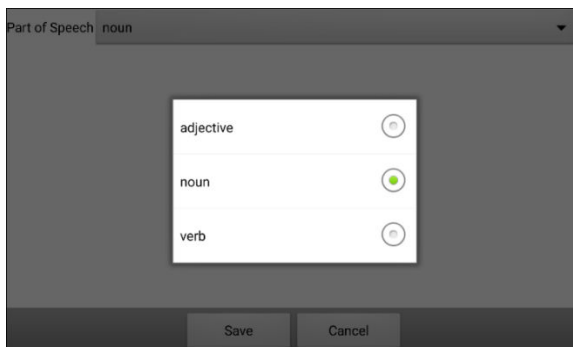 Part of Speech noun
adjective
noun
verb
Save Cancel